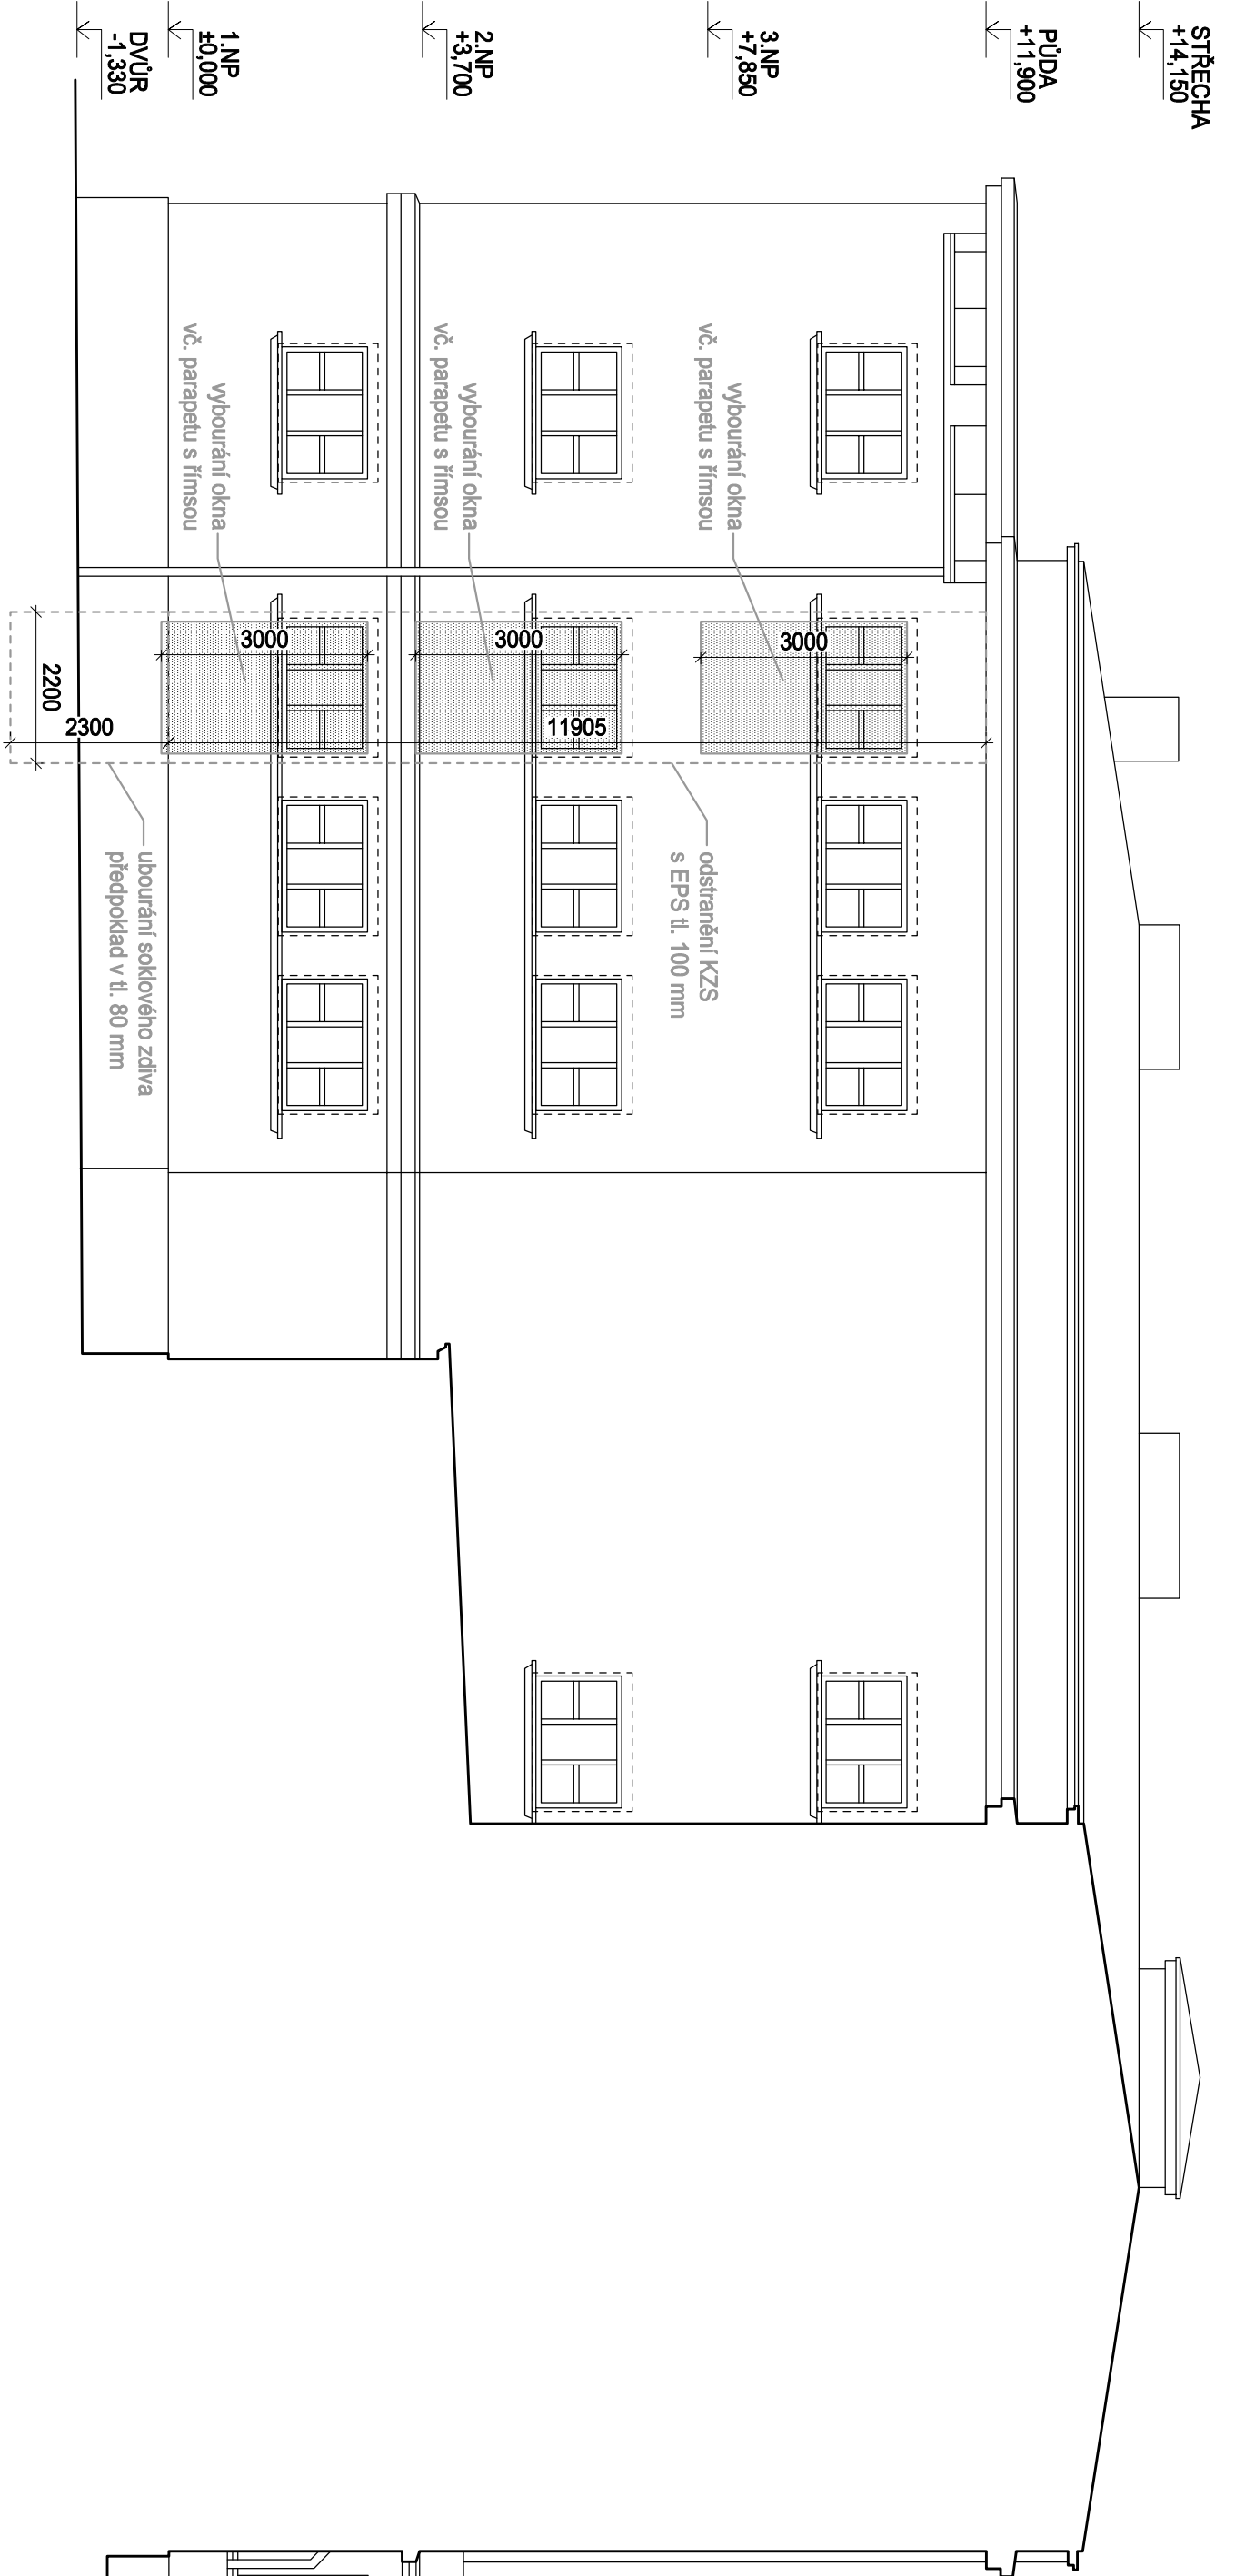 STŘECHA
+14,150
PŮDA
+11,900
3.NP
+7,850
2.NP
+3,700
1.NP
±0,000
DVŮR
-1,330
vybourání okna
vč. parapetu s římsou
vybourání okna
vč. parapetu s římsou
vybourání okna
vč. parapetu s římsou
3000
3000
3000
11905
2300
2200
odstranění KZS
s EPS tl. 100 mm
ubourání soklového zdiva
předpoklad v tl. 80 mm